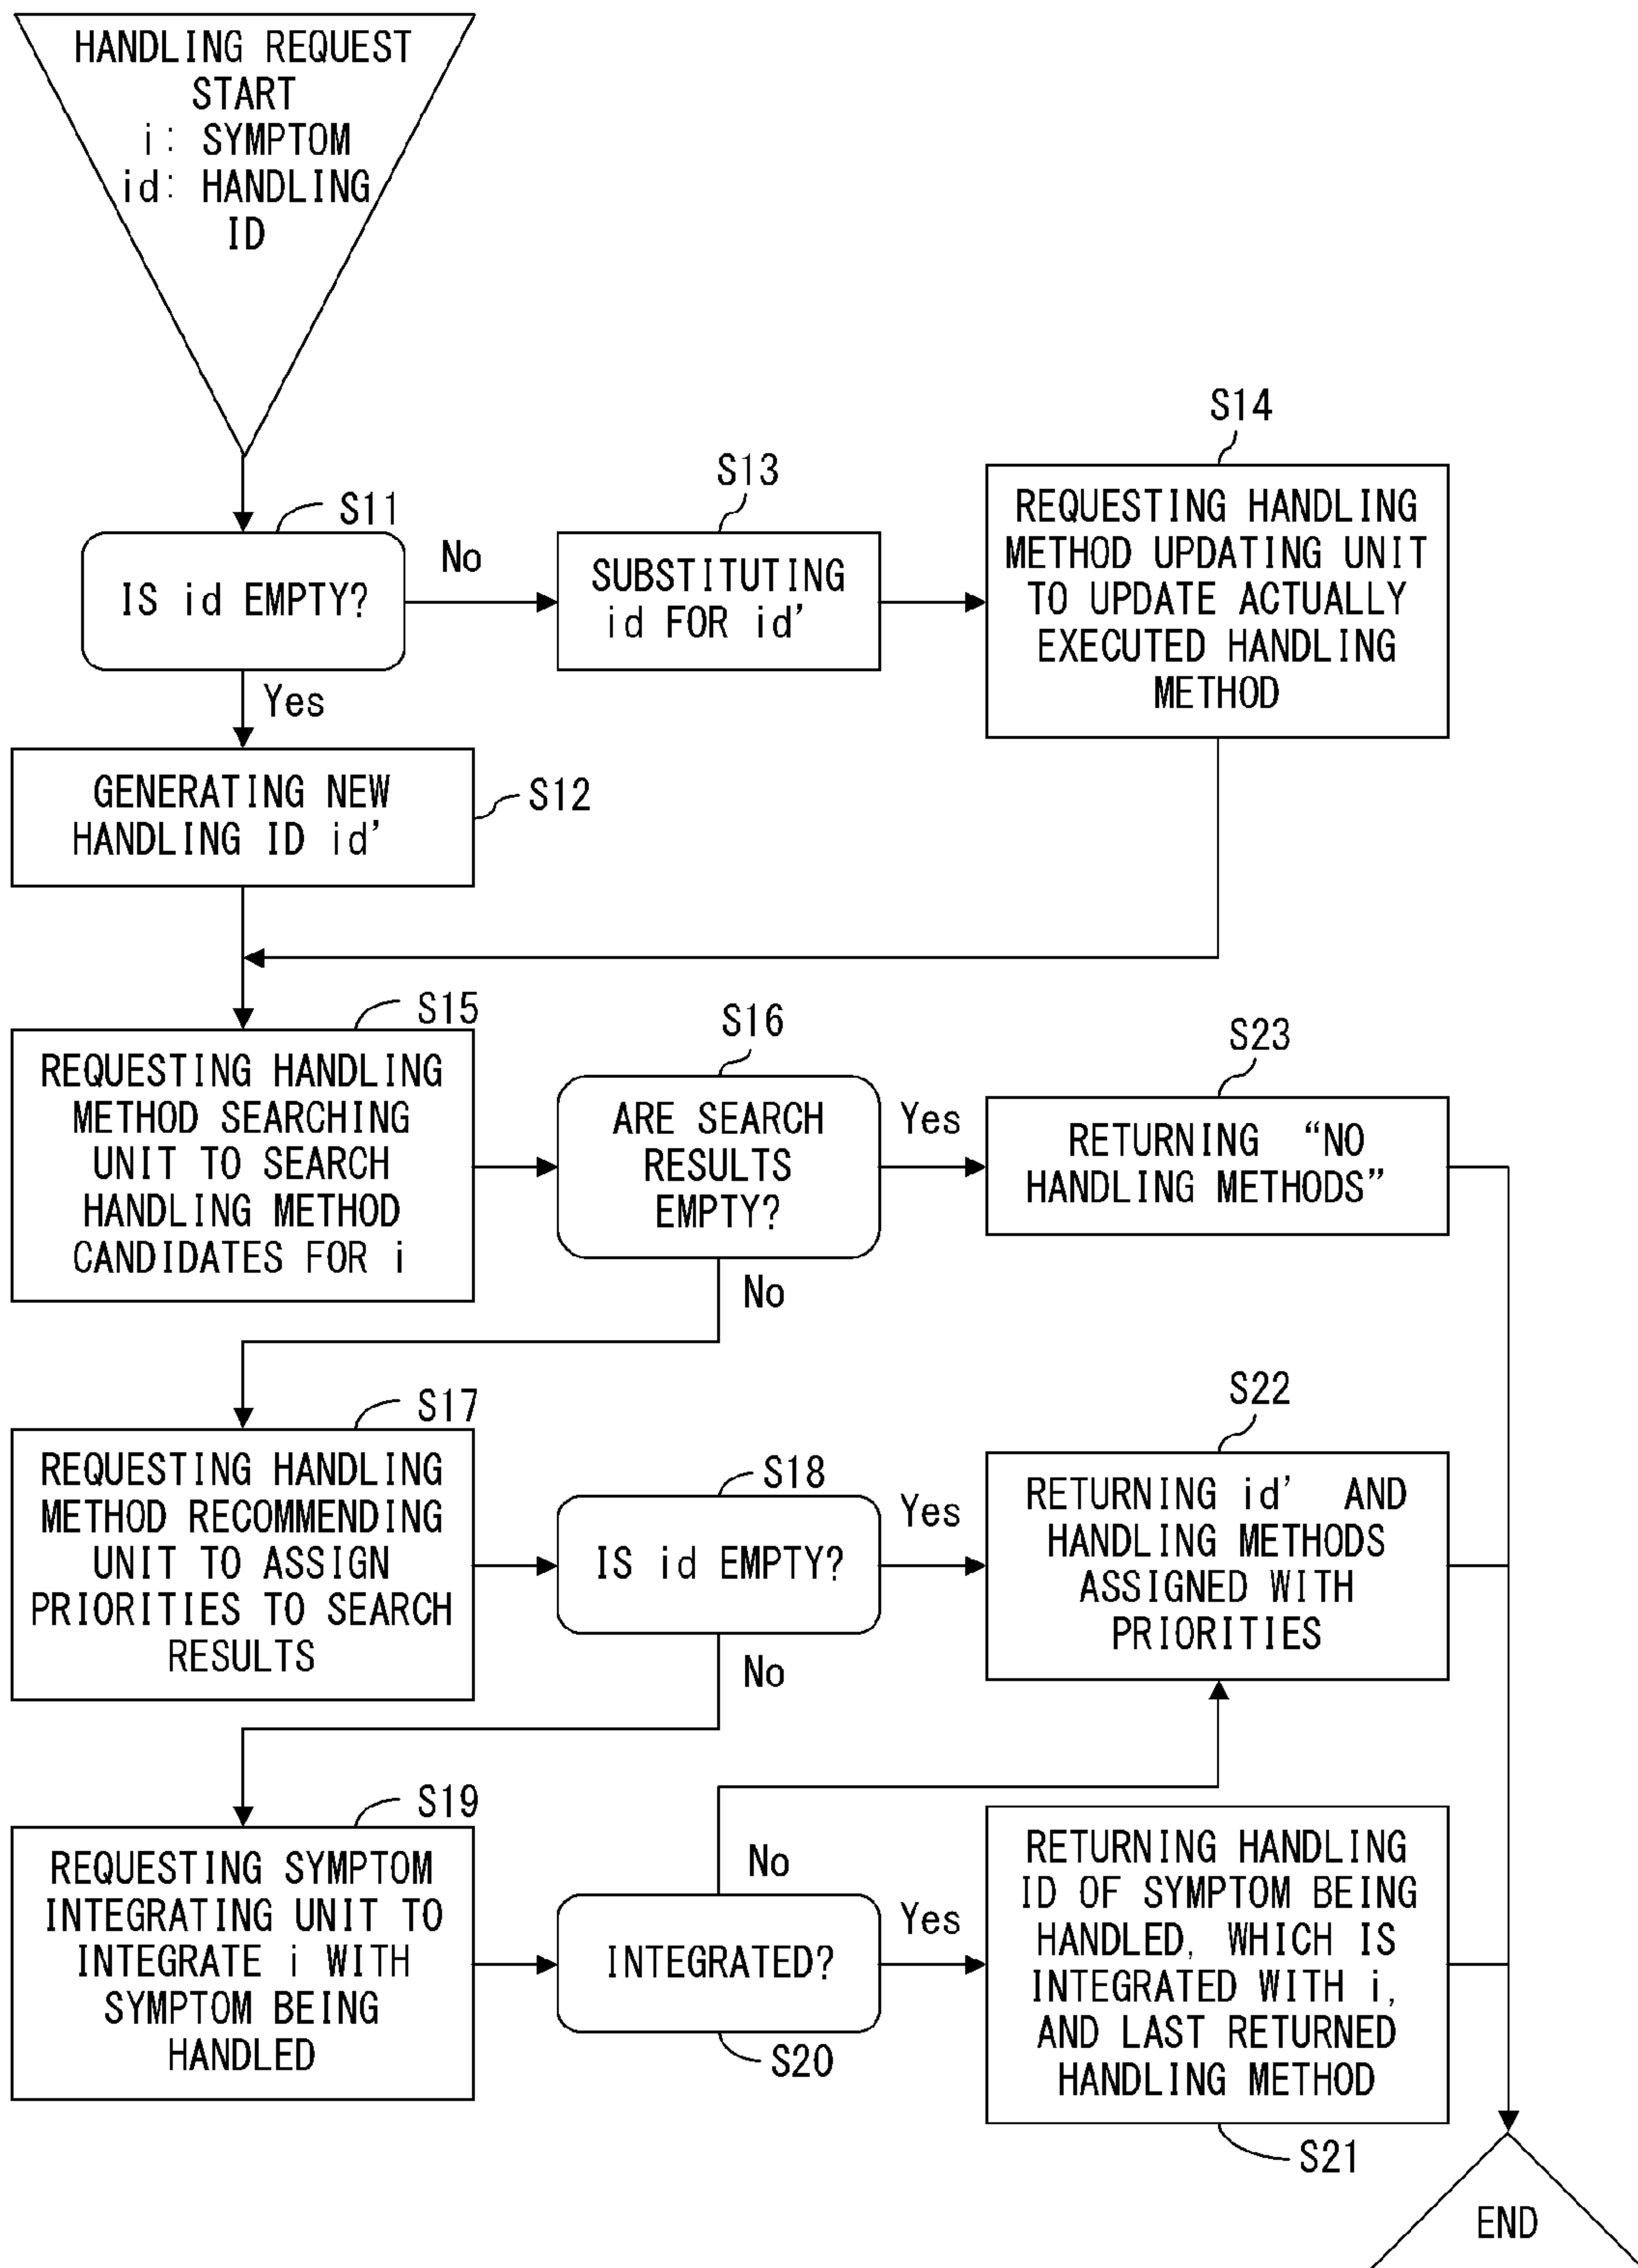 HANDLING REQUEST
START
i: SYMPTOM
id: HANDLING
ID
S11
IS id EMPTY?
No
Yes
S13
SUBSTITUTING
id FOR id'
S14
REQUESTING HANDLING
METHOD UPDATING UNIT
TO UPDATE ACTUALLY
EXECUTED HANDLING
METHOD
GENERATING NEW
HANDLING ID id'
S12
S15
REQUESTING HANDLING
METHOD SEARCHING
UNIT TO SEARCH
HANDLING METHOD
CANDIDATES FOR i
S16
ARE SEARCH
RESULTS
EMPTY?
Yes
No
S23
RETURNING “NO
HANDLING METHODS”
S17
REQUESTING HANDLING
METHOD RECOMMENDING
UNIT TO ASSIGN
PRIORITIES TO SEARCH
RESULTS
S18
IS id EMPTY?
Yes
No
S22
RETURNING id' AND
HANDLING METHODS
ASSIGNED WITH
PRIORITIES
S19
REQUESTING SYMPTOM
INTEGRATING UNIT TO
INTEGRATE i WITH
SYMPTOM BEING
HANDLED
No
INTEGRATED?
Yes
S20
RETURNING HANDLING
ID OF SYMPTOM BEING
HANDLED, WHICH IS
INTEGRATED WITH i,
AND LAST RETURNED
HANDLING METHOD
S21
END